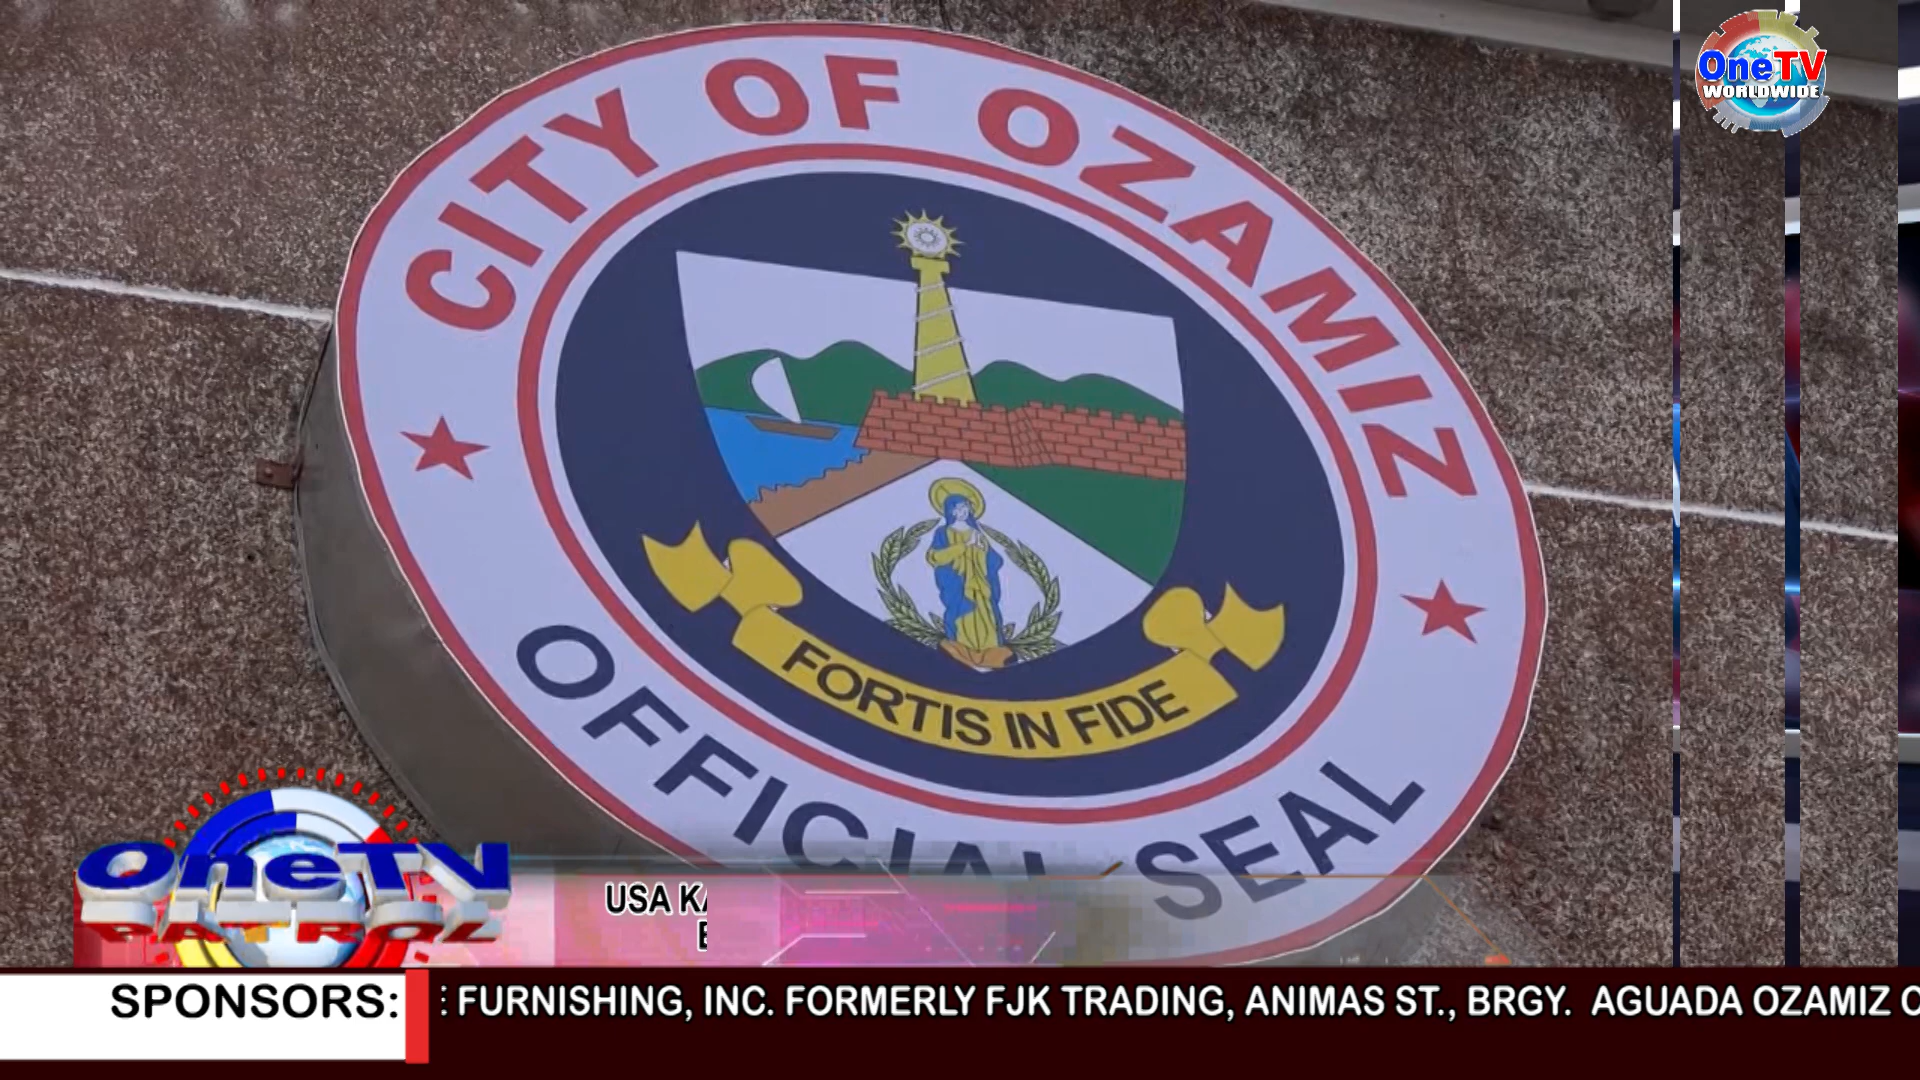 OneTV
WORLDWIDE
CITY OF OZAMIZ
FORTIS IN FIDE
OFFICIAL SEAL
OneTV
PATROL
USA
SPONSORS:
FURNISHING, INC. FORMERLY FJK TRADING, ANIMAS ST., BRGY. AGUADA OZAMIZ